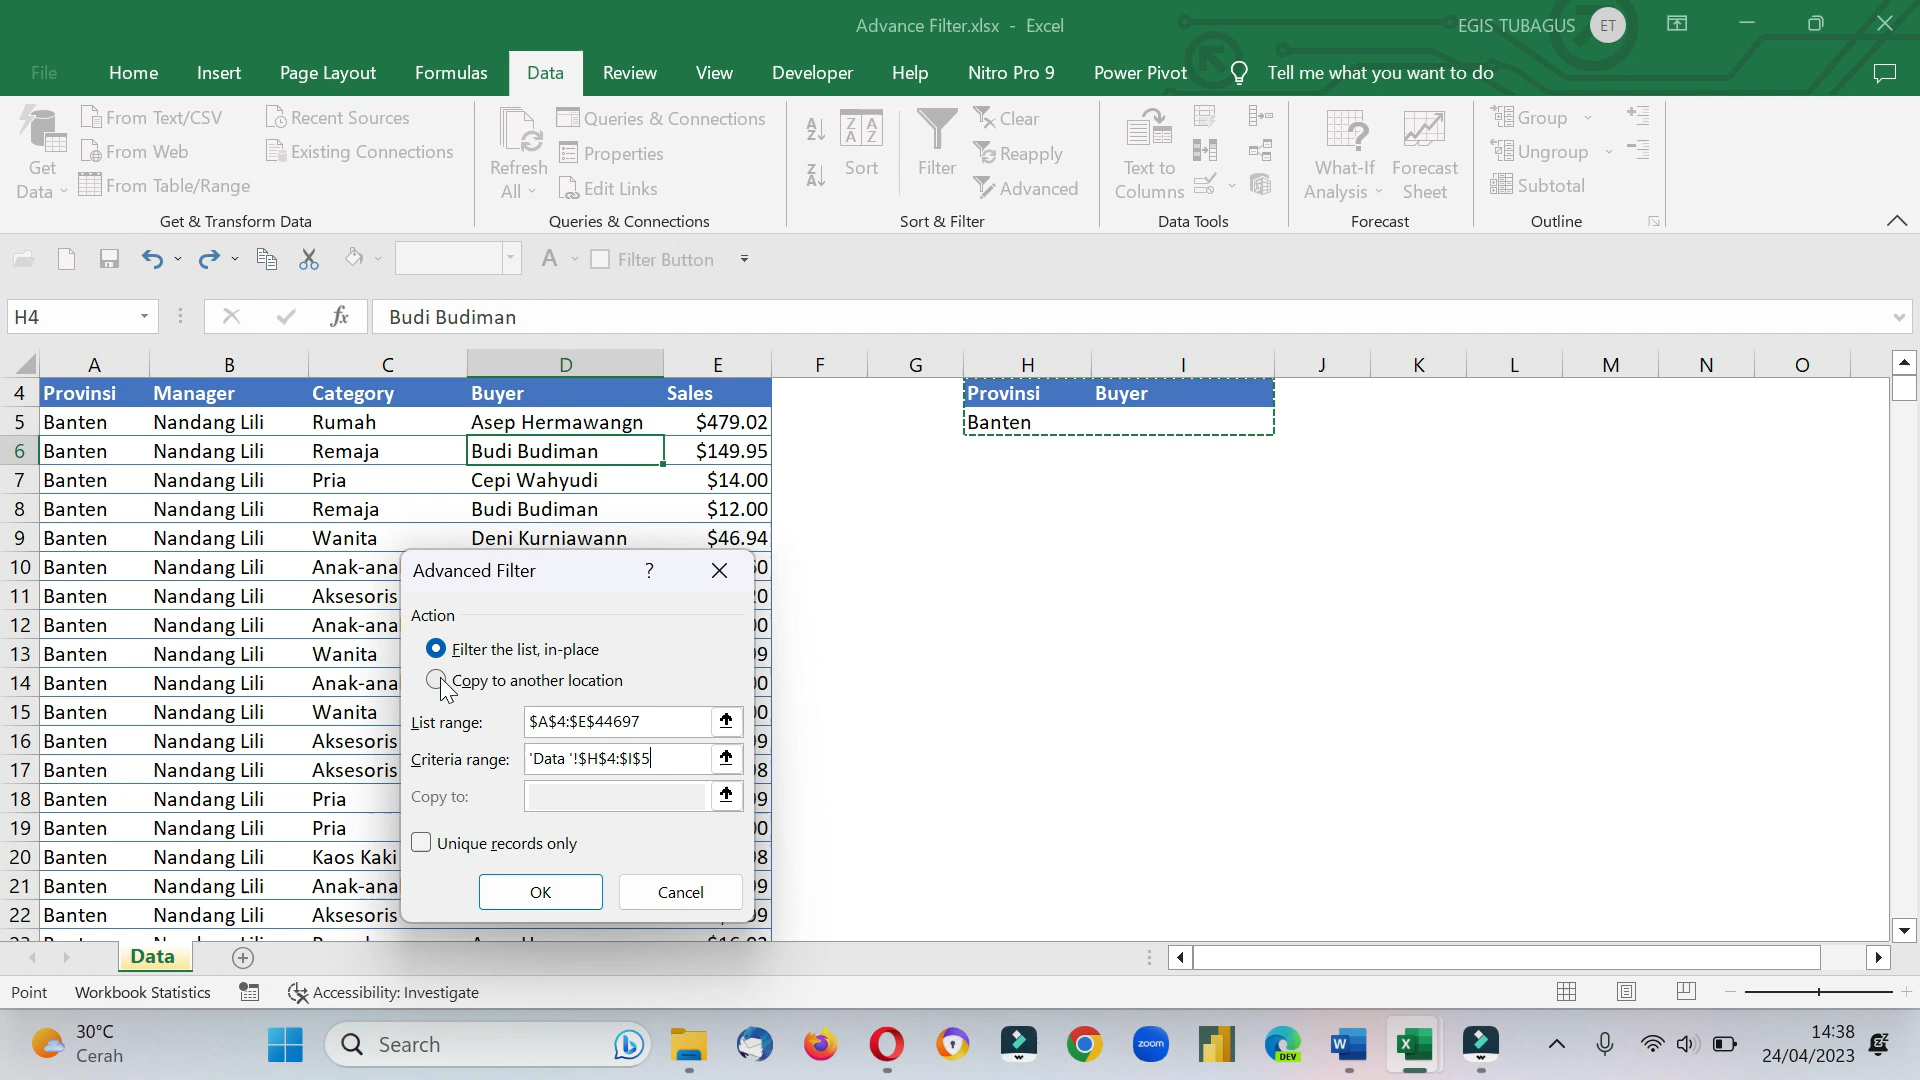 Advance Filter.xlsx - Excel
EGIS TUBAGUS ET
File Home Insert Page Layout Formulas Data Review View Developer Help Nitro Pro 9 Power Pivot Tell me what you want to do
Get Data
From Text/CSV
From Web
From Table/Range
Recent Sources
Existing Connections
Get & Transform Data
Refresh All
Queries & Connections
Properties
Edit Links
Queries & Connections
Sort
Filter
Clear
Reapply
Advanced
Sort & Filter
Text to Columns
Data Tools
What-If Analysis
Forecast Sheet
Forecast
Group
Ungroup
Subtotal
Outline
Filter Button
H4 fx Budi Budiman
A B C D E F G H I J K L M N O
4 Provinsi Manager Category Buyer Sales Provinsi Buyer
5 Banten Nandang Lili Rumah Asep Hermawangn $479.02 Banten
6 Banten Nandang Lili Remaja Budi Budiman $149.95
7 Banten Nandang Lili Pria Cepi Wahyudi $14.00
8 Banten Nandang Lili Remaja Budi Budiman $12.00
9 Banten Nandang Lili Wanita Deni Kurniawann $46.94
10 Banten Nandang Lili Anak-ana
11 Banten Nandang Lili Aksesoris
12 Banten Nandang Lili Anak-ana
13 Banten Nandang Lili Wanita
14 Banten Nandang Lili Anak-ana
15 Banten Nandang Lili Wanita
16 Banten Nandang Lili Aksesoris
17 Banten Nandang Lili Aksesoris
18 Banten Nandang Lili Pria
19 Banten Nandang Lili Pria
20 Banten Nandang Lili Kaos Kaki
21 Banten Nandang Lili Anak-ana
22 Banten Nandang Lili Aksesoris
Advanced Filter ?
Action
Filter the list, in-place
Copy to another location
List range: $A$4:$E$44697
Criteria range: 'Data '!$H$4:$I$5
Copy to:
Unique records only
OK Cancel
Data
Point Workbook Statistics Accessibility: Investigate
30°C
Cerah
Search
zoom
DEV
14:38
24/04/2023